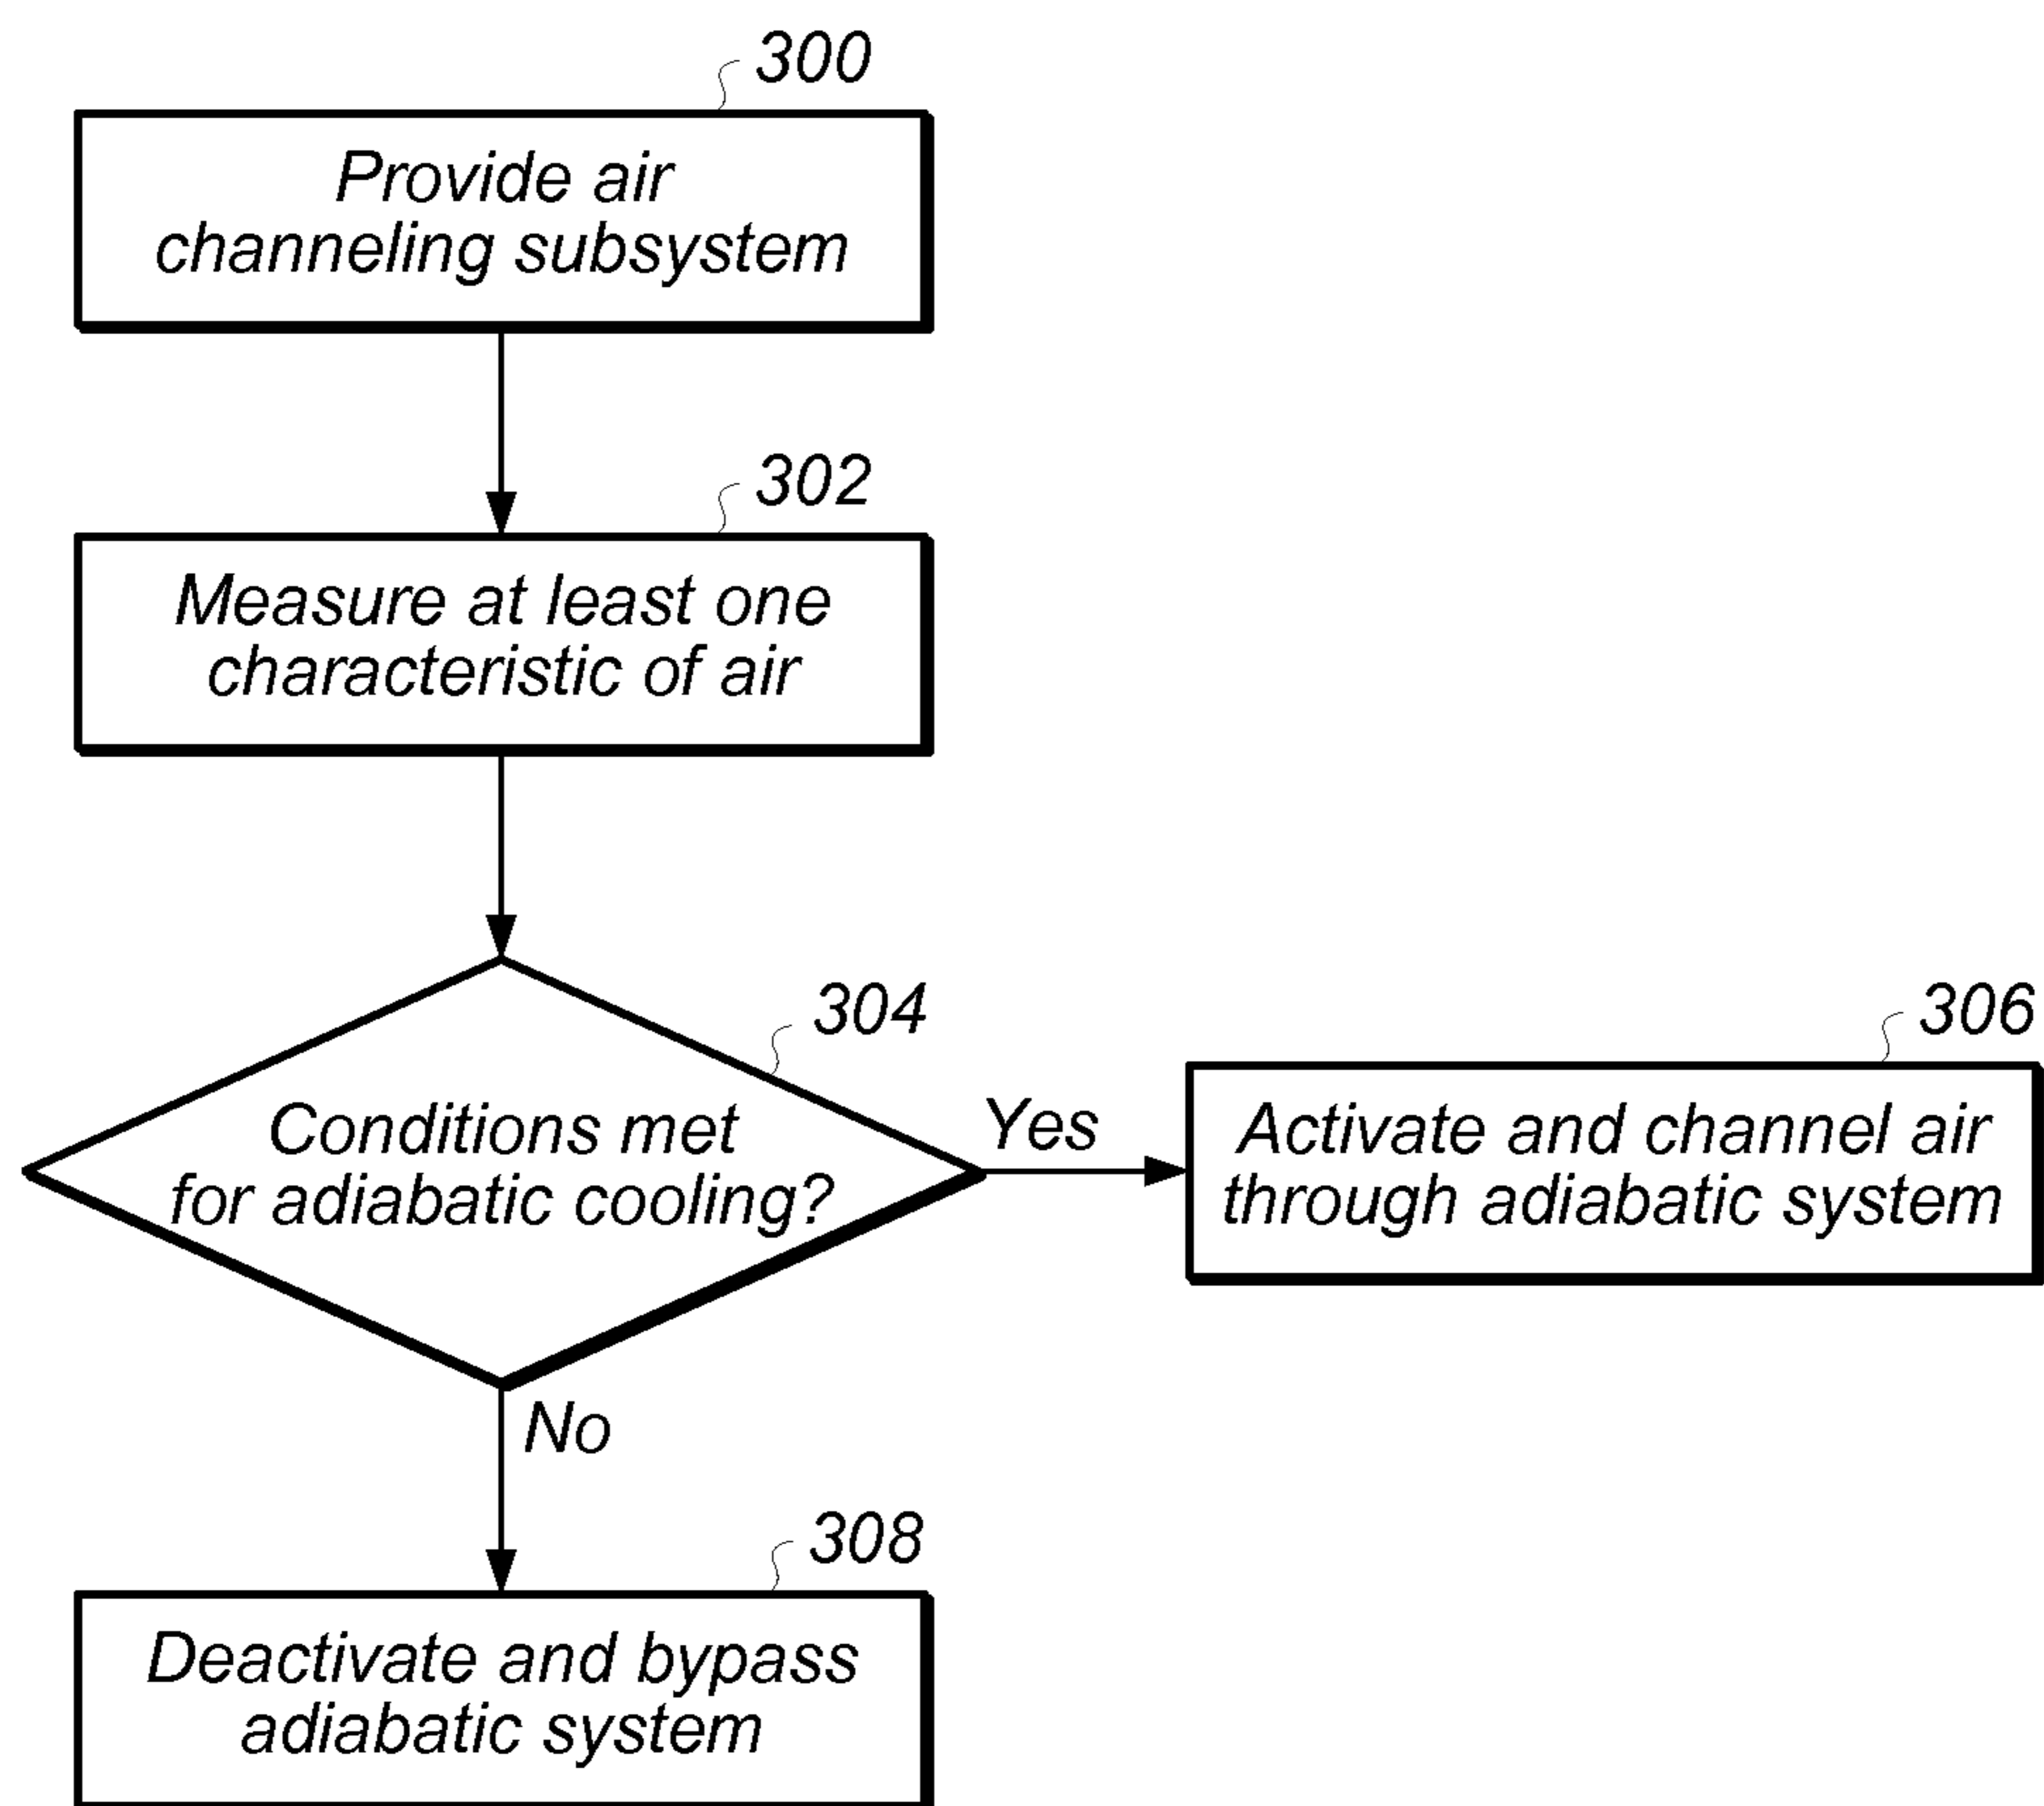 300
Provide air
channeling subsystem
302
Measure at least one
characteristic of air
304
Conditions met
for adiabatic cooling?
Yes
306
Activate and channel air
through adiabatic system
No
308
Deactivate and bypass
adiabatic system